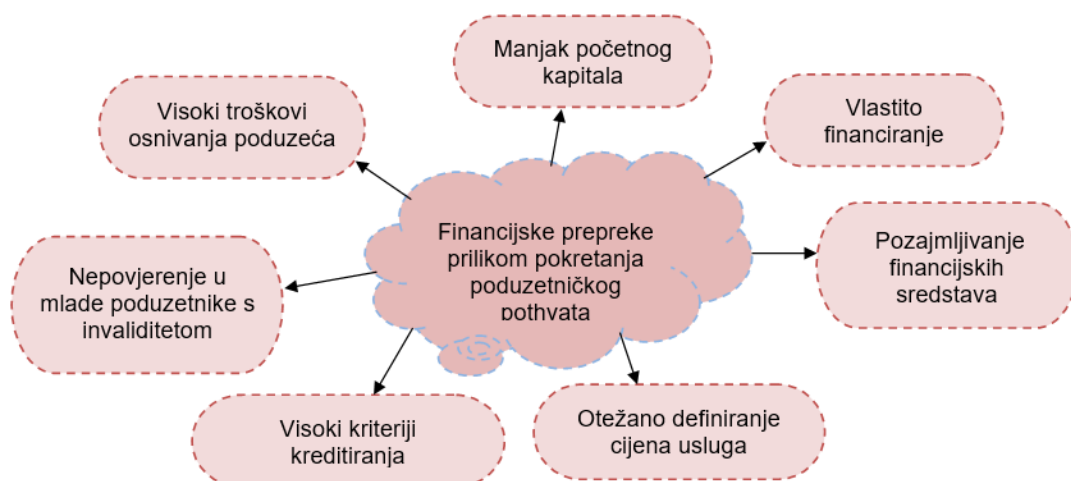 Manjak početnog
kapitala
Visoki troškovi
osnivanja poduzeća
Vlastito
financiranje
Financijske prepreke
prilikom pokretanja
poduzetničkog
pothvata
Pozajmljivanje
financijskih
sredstava
Nepovjerenje u
mlade poduzetnike s
invaliditetom
Visoki kriteriji
kreditiranja
Otežano definiranje
cijena usluga